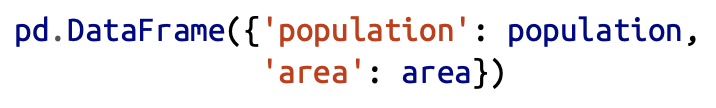 pd.DataFrame({'population': population,
              'area': area})